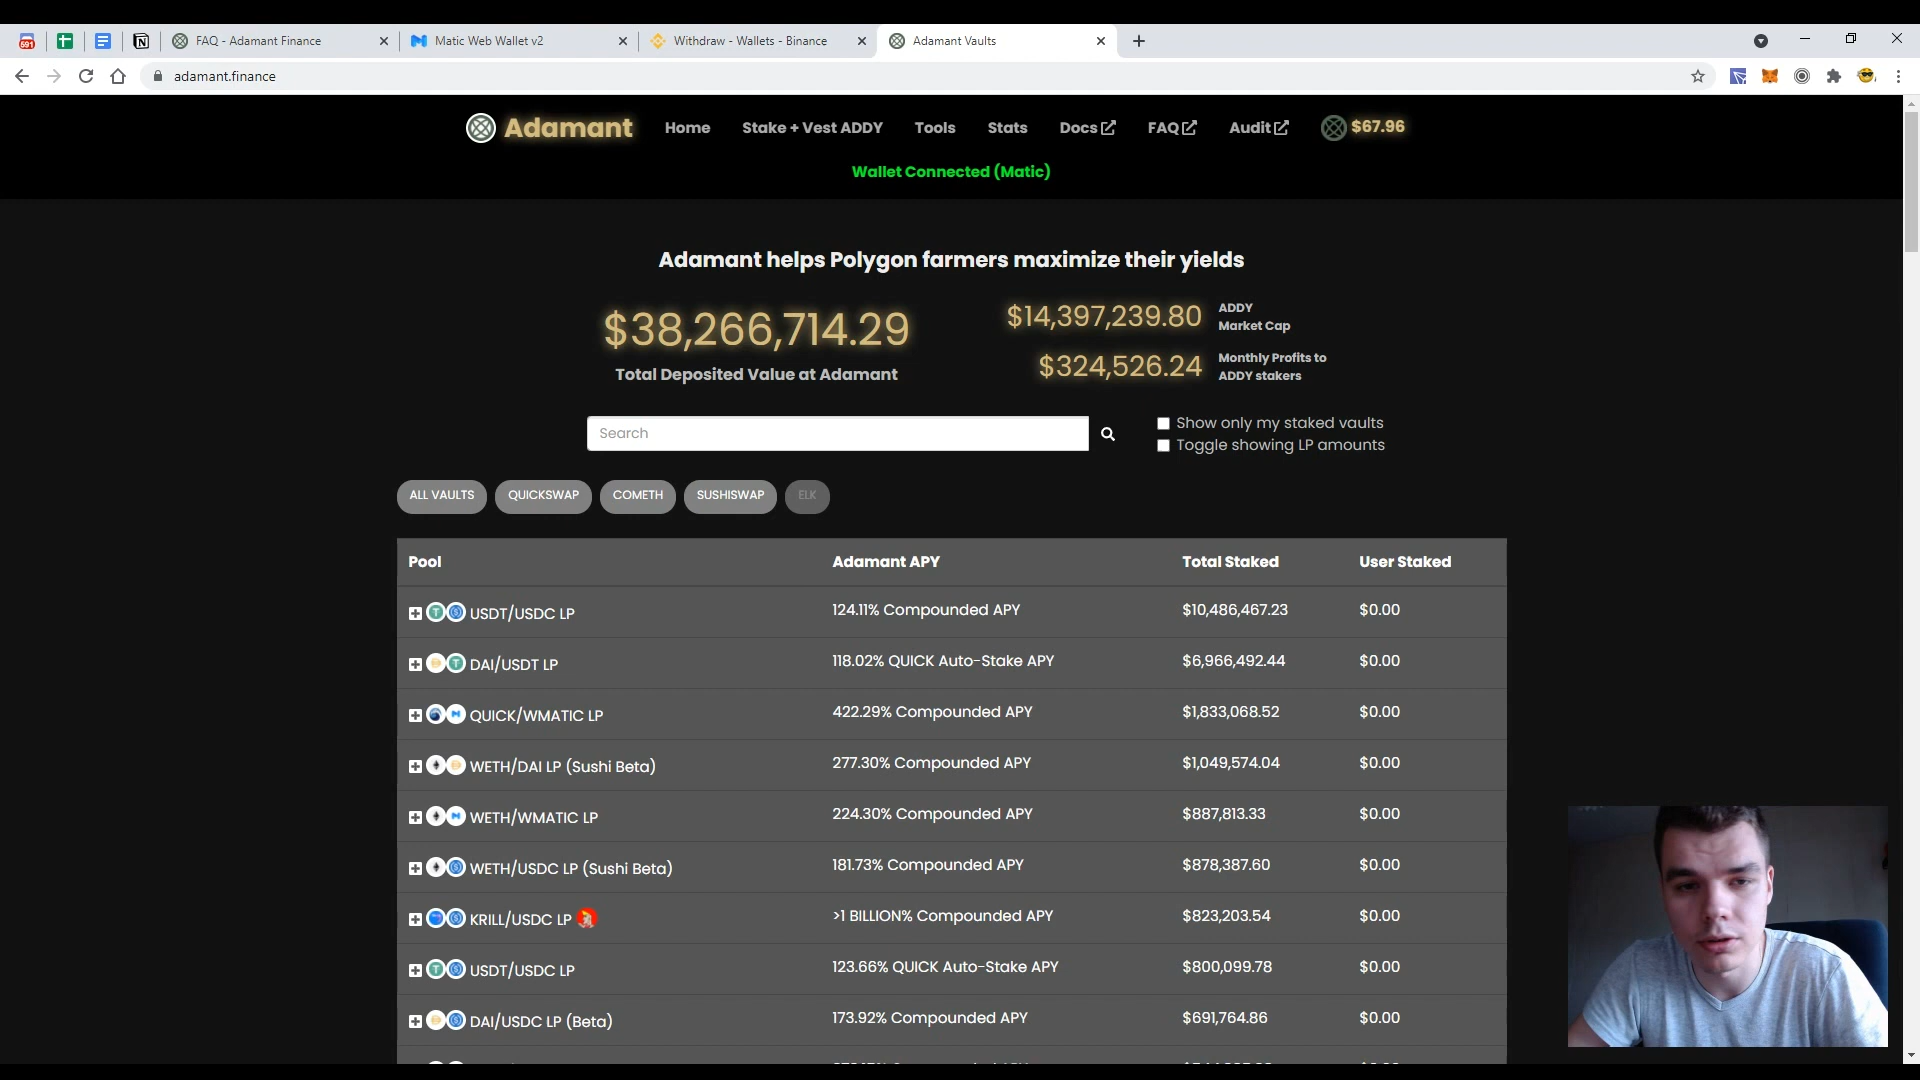 691
FAQ - Adamant Finance
Matic Web Wallet v2
Withdraw - Wallets - Binance
Adamant Vaults
adamant.finance
Adamant
Home
Stake + Vest ADDY
Tools
Stats
Docs
FAQ
Audit
$67.96
Wallet Connected (Matic)
Adamant helps Polygon farmers maximize their yields
$38,266,714.29
Total Deposited Value at Adamant
$14,397,239.80
ADDY
Market Cap
$324,526.24
Monthly Profits to
ADDY stakers
Search
Show only my staked vaults
Toggle showing LP amounts
ALL VAULTS
QUICKSWAP
COMETH
SUSHISWAP
ELK
Pool Adamant APY Total Staked User Staked
USDT/USDC LP 124.11% Compounded APY $10,486,467.23 $0.00
DAI/USDT LP 118.02% QUICK Auto-Stake APY $6,966,492.44 $0.00
QUICK/WMATIC LP 422.29% Compounded APY $1,833,068.52 $0.00
WETH/DAI LP (Sushi Beta) 277.30% Compounded APY $1,049,574.04 $0.00
WETH/WMATIC LP 224.30% Compounded APY $887,813.33 $0.00
WETH/USDC LP (Sushi Beta) 181.73% Compounded APY $878,387.60 $0.00
KRILL/USDC LP >1 BILLION% Compounded APY $823,203.54 $0.00
USDT/USDC LP 123.66% QUICK Auto-Stake APY $800,099.78 $0.00
DAI/USDC LP (Beta) 173.92% Compounded APY $691,764.86 $0.00